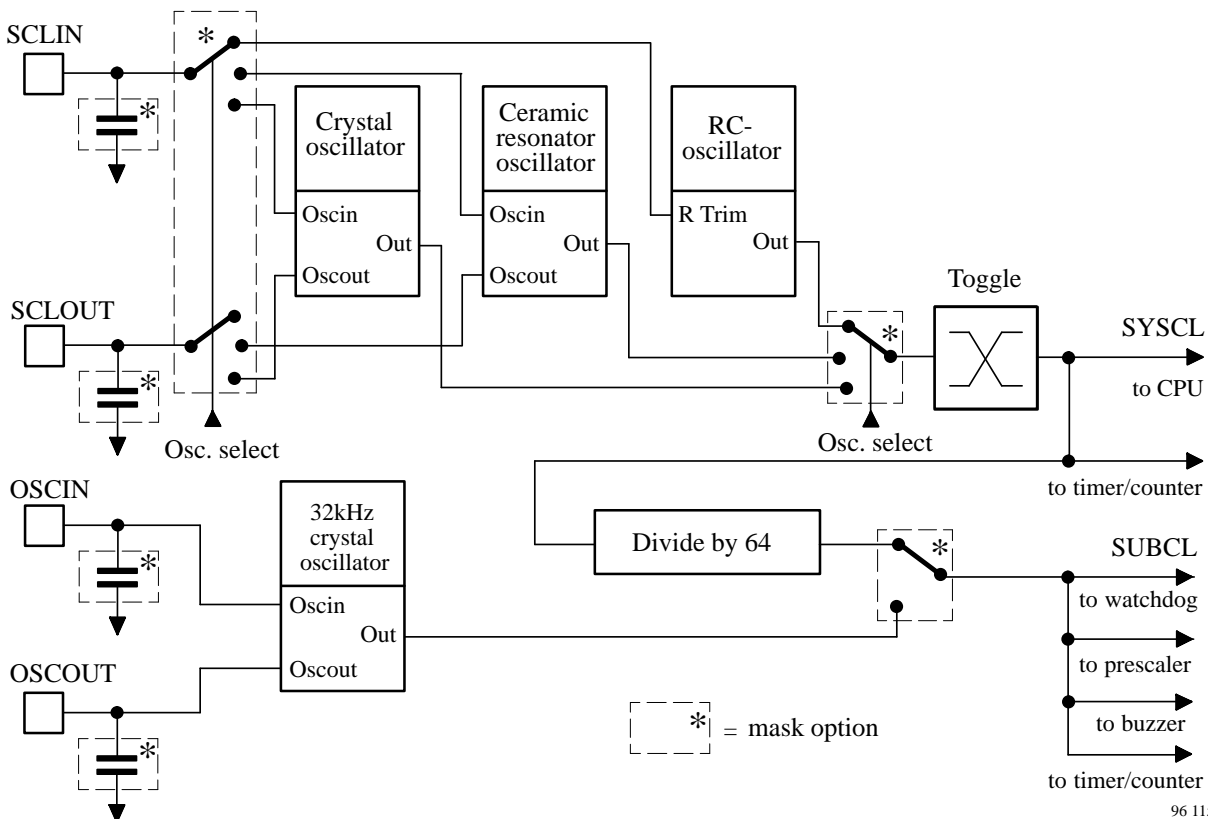 SCLIN
*
*
Crystal
oscillator
Oscin
Out
Oscout
Ceramic
resonator
oscillator
Oscin
Out
Oscout
RC-
oscillator
R Trim
Out
SCLOUT
*
Osc. select
*
Osc. select
Toggle
SYSCL
to CPU
to timer/counter
OSCIN
*
32kHz
crystal
oscillator
Oscin
Out
Oscout
Divide by 64
*
SUBCL
to watchdog
to prescaler
to buzzer
to timer/counter
OSCOUT
*
* = mask option